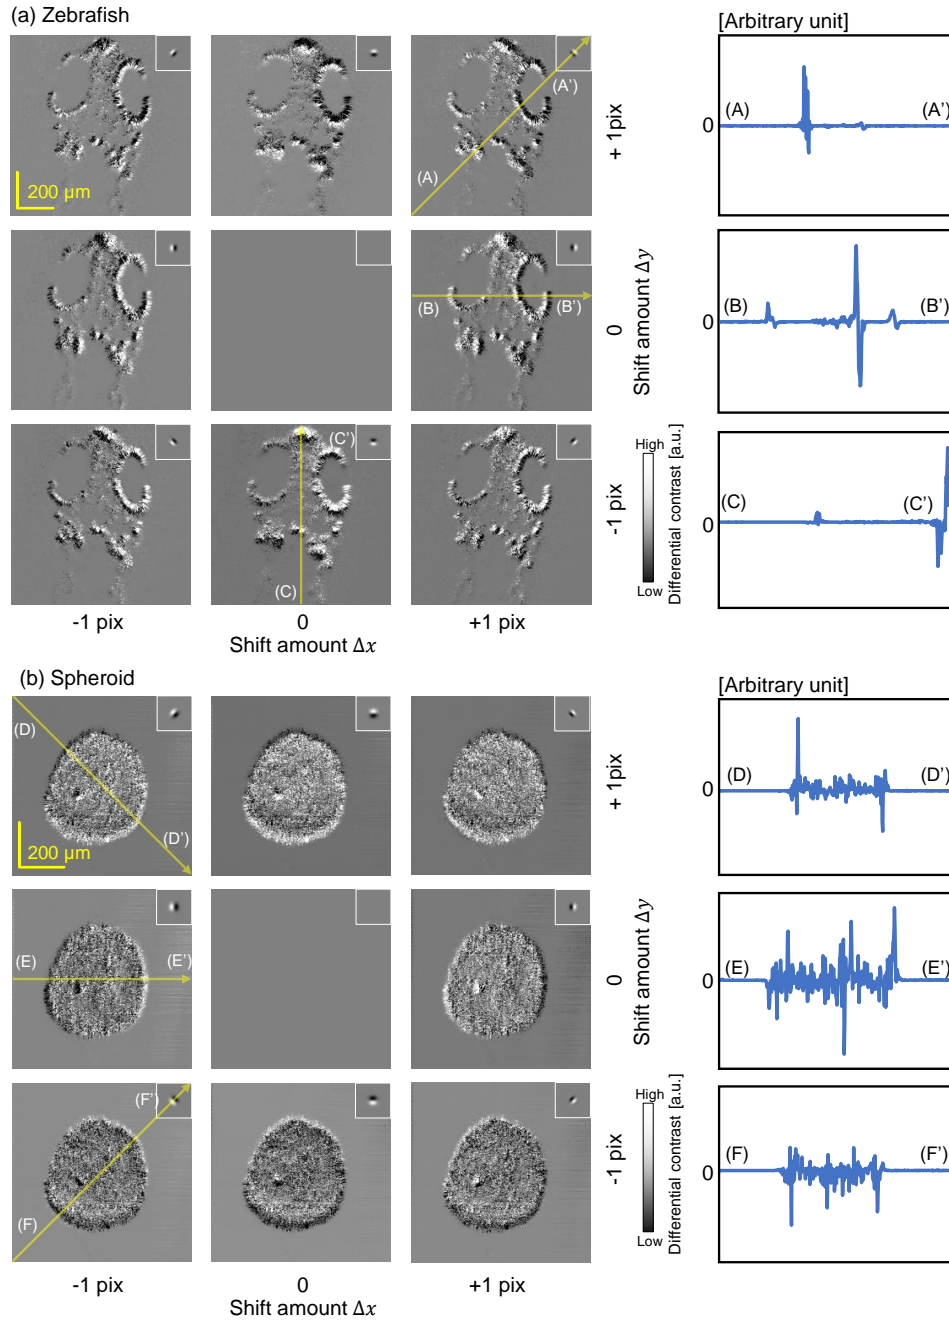 (a) Zebrafish
[Arbitrary unit]
(A)
(A')
200 µm
+ 1pix
0
(A)
(A')
(B)
(B')
0
Shift amount Δy
0
(B)
(B')
(C)
(C')
-1 pix
High
Low
Differential contrast [a.u.]
0
(C)
(C')
-1 pix
0
+1 pix
Shift amount Δx
(b) Spheroid
[Arbitrary unit]
(D)
(D')
200 µm
+ 1pix
0
(D)
(D')
(E)
(E')
0
Shift amount Δy
0
(E)
(E')
(F)
(F')
-1 pix
High
Low
Differential contrast [a.u.]
0
(F)
(F')
-1 pix
0
+1 pix
Shift amount Δx